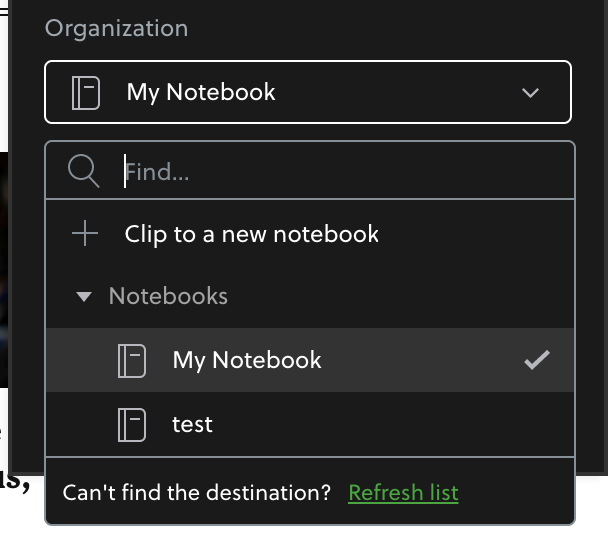 Organization
My Notebook
Find...
Clip to a new notebook
Notebooks
My Notebook
test
Can't find the destination? Refresh list